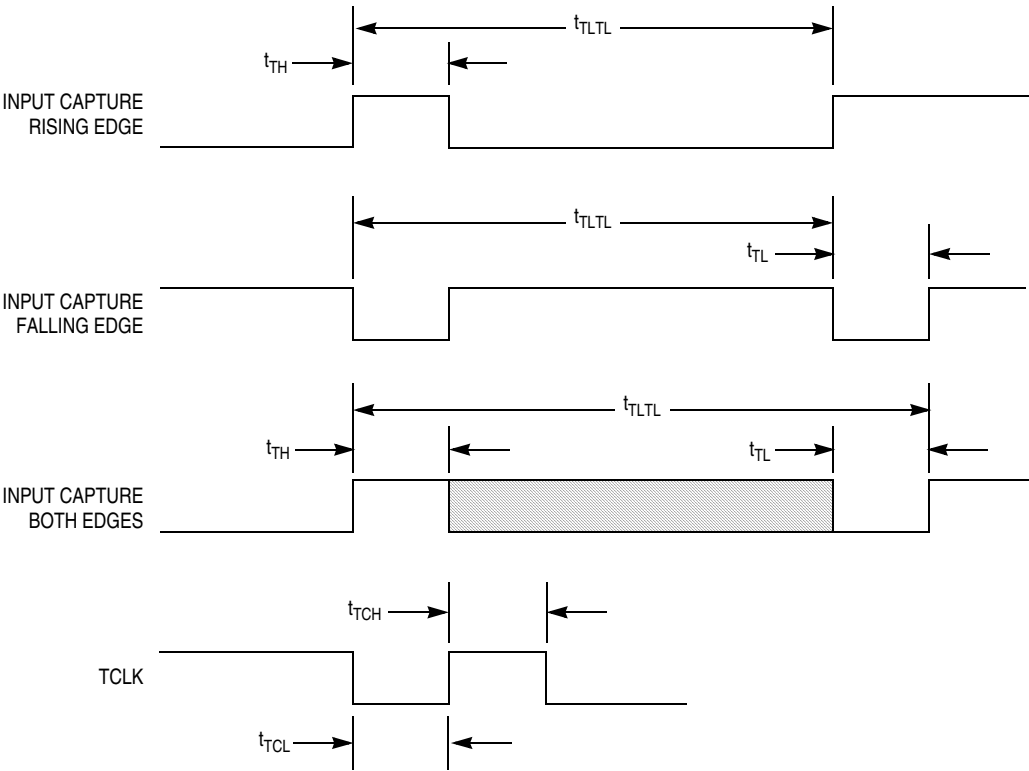 tTLTL
tTH
INPUT CAPTURE
RISING EDGE
tTLTL
tTL
INPUT CAPTURE
FALLING EDGE
tTLTL
tTH
tTL
INPUT CAPTURE
BOTH EDGES
tTCH
TCLK
tTCL